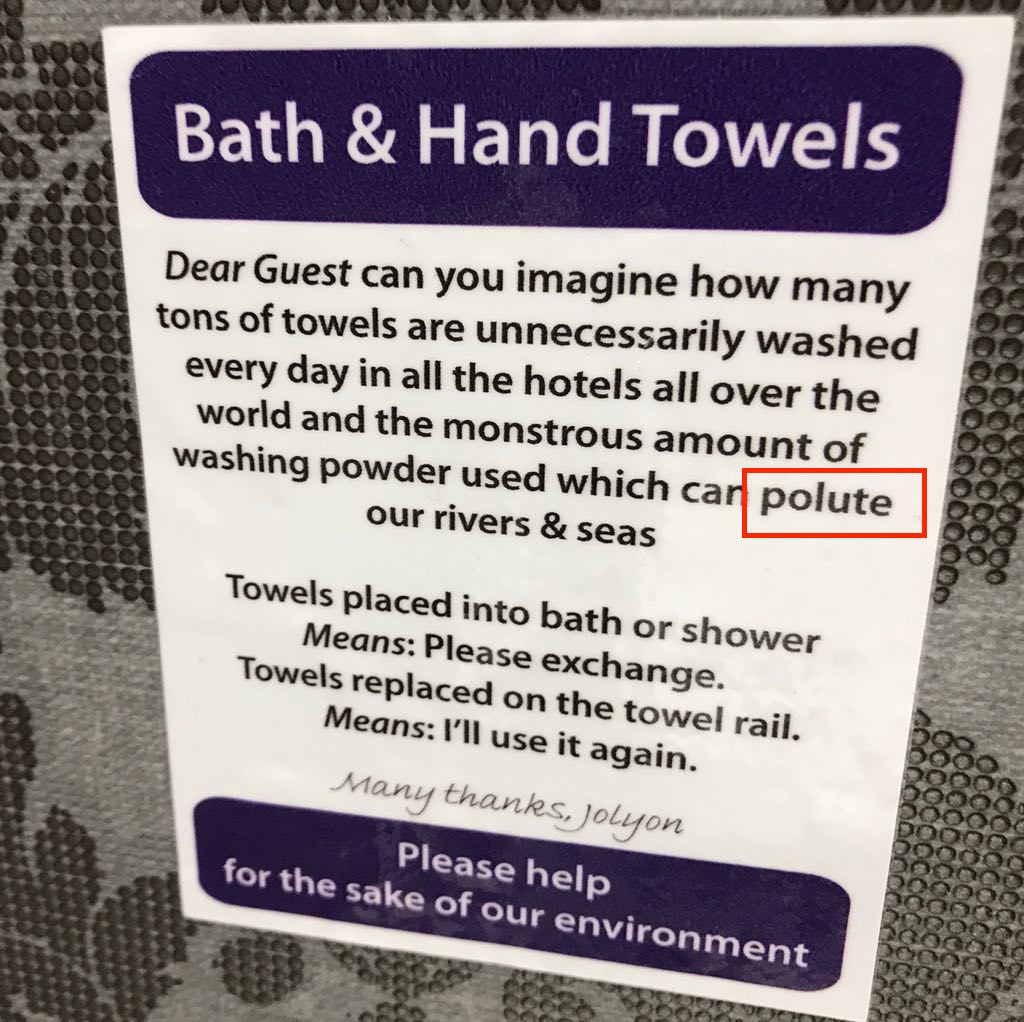 Bath & Hand Towels
Dear Guest can you imagine how many
tons of towels are unnecessarily washed
every day in all the hotels all over the
world and the monstrous amount of
washing powder used which can polute
our rivers & seas
Towels placed into bath or shower
Means: Please exchange.
Towels replaced on the towel rail.
Means: I'll use it again.
Many thanks, Jolyon
Please help
for the sake of our environment